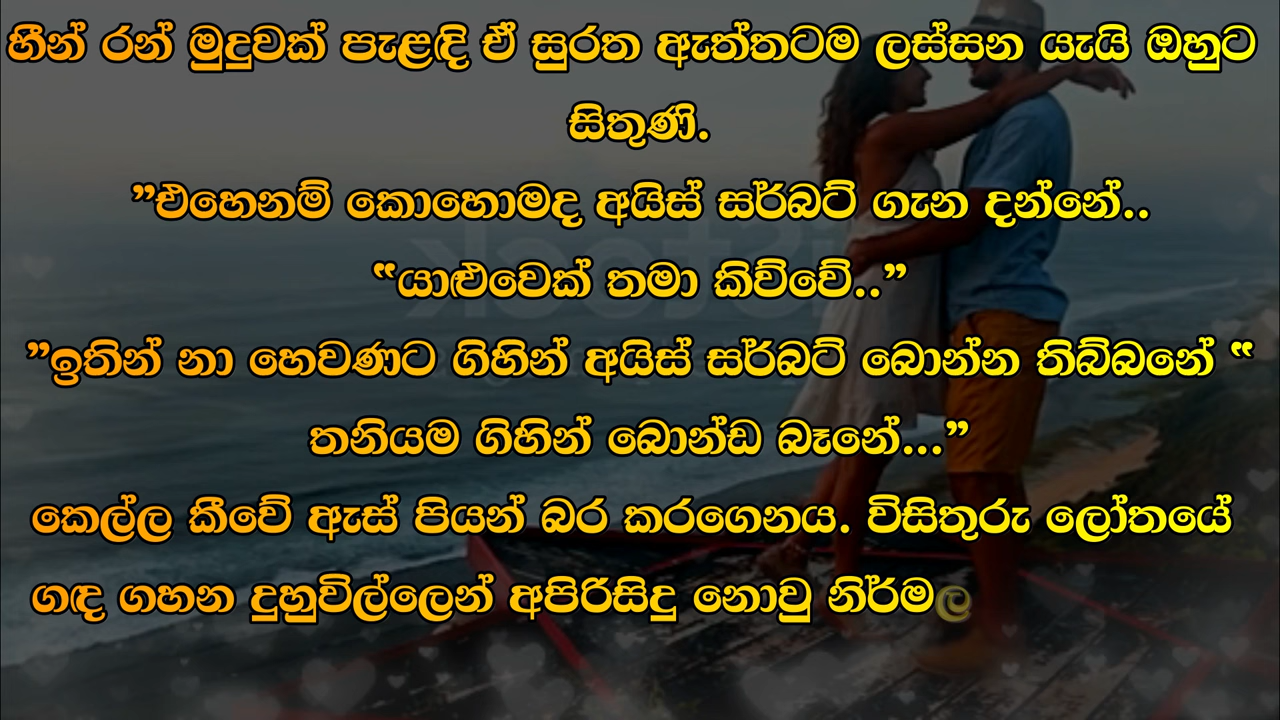 හීන් රන් මුදුවක් පැළඳි ඒ සුරත ඇත්තටම ලස්සන යැයි ඔහුට
සිතුණි.
”එහෙනම් කොහොමද අයිස් සර්බට් ගැන දන්නේ..
“යාළුවෙක් තමා කිව්වේ..”
”ඉතින් නා හෙවණට ගිහින් අයිස් සර්බට් බොන්න තිබ්බනේ “
තනියම ගිහින් බොන්ඩ බෑනේ...”
කෙල්ල කීවේ ඇස් පියන් බර කරගෙනය. විසිතුරු ලෝතයේ
ගඳ ගහන දුහුවිල්ලෙන් අපිරිසිදු නොවු නිර්මල